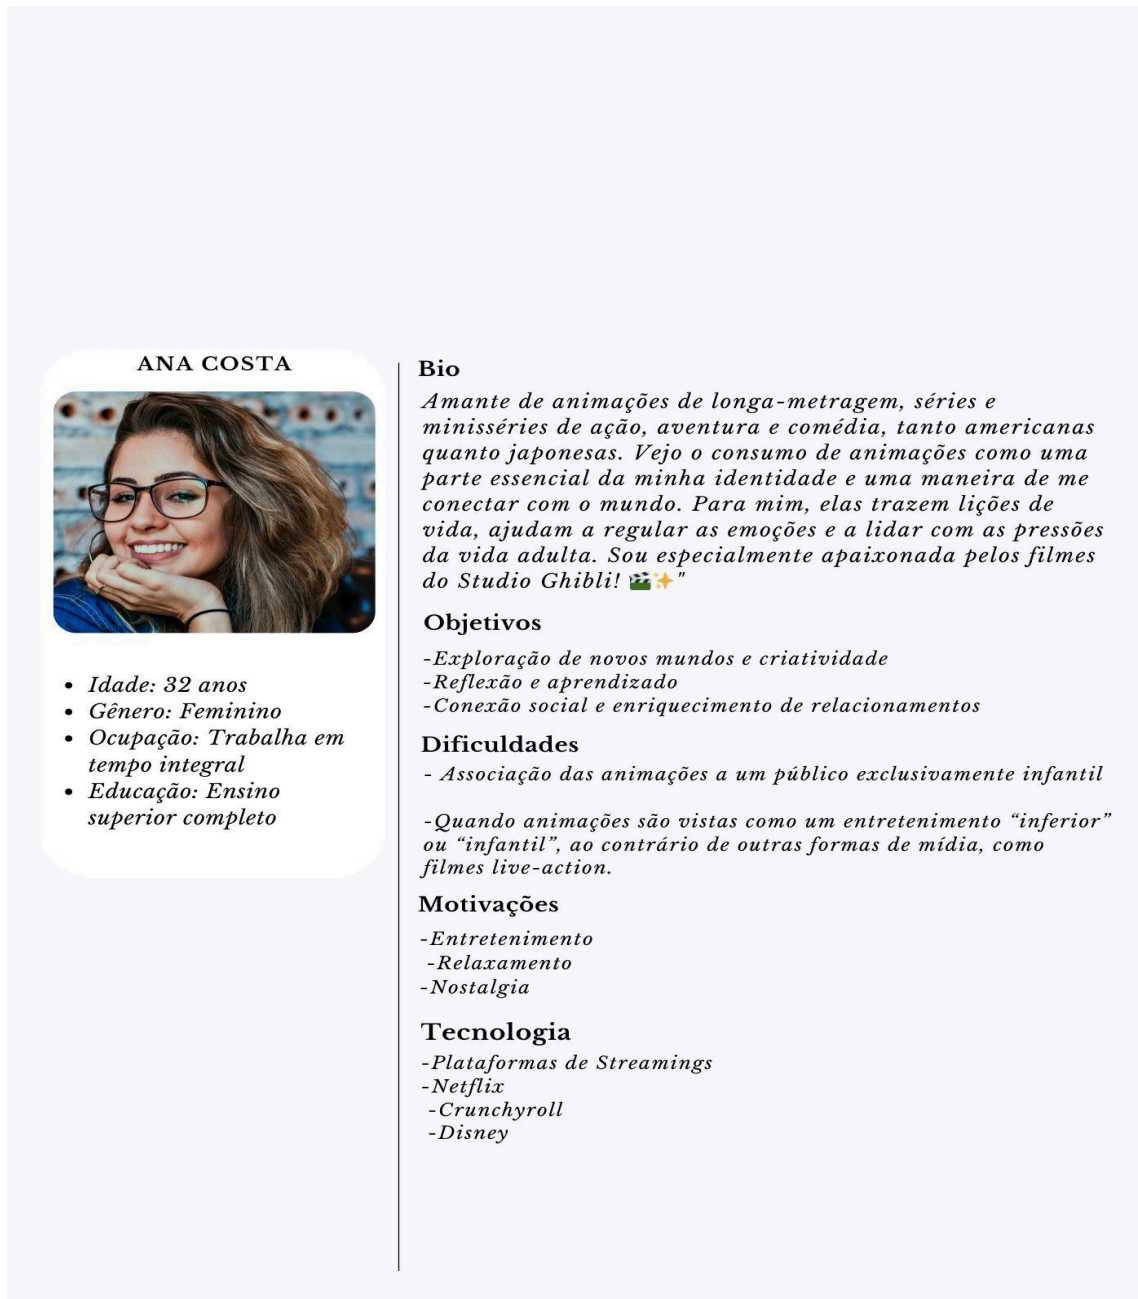 ANA COSTA
Idade: 32 anos
Gênero: Feminino
Ocupação: Trabalha em
tempo integral
Educação: Ensino
superior completo
Bio
Amante de animações de longa-metragem, séries e
minisséries de ação, aventura e comédia, tanto americanas
quanto japonesas. Vejo o consumo de animações como uma
parte essencial da minha identidade e uma maneira de me
conectar com o mundo. Para mim, elas trazem lições de
vida, ajudam a regular as emoções e a lidar com as pressões
da vida adulta. Sou especialmente apaixonada pelos filmes
do Studio Ghibli! 🎬✨"
Objetivos
-Exploração de novos mundos e criatividade
-Reflexão e aprendizado
-Conexão social e enriquecimento de relacionamentos
Dificuldades
- Associação das animações a um público exclusivamente infantil
-Quando animações são vistas como um entretenimento “inferior”
ou “infantil”, ao contrário de outras formas de mídia, como
filmes live-action.
Motivações
-Entretenimento
-Relaxamento
-Nostalgia
Tecnologia
-Plataformas de Streamings
-Netflix
-Crunchyroll
-Disney